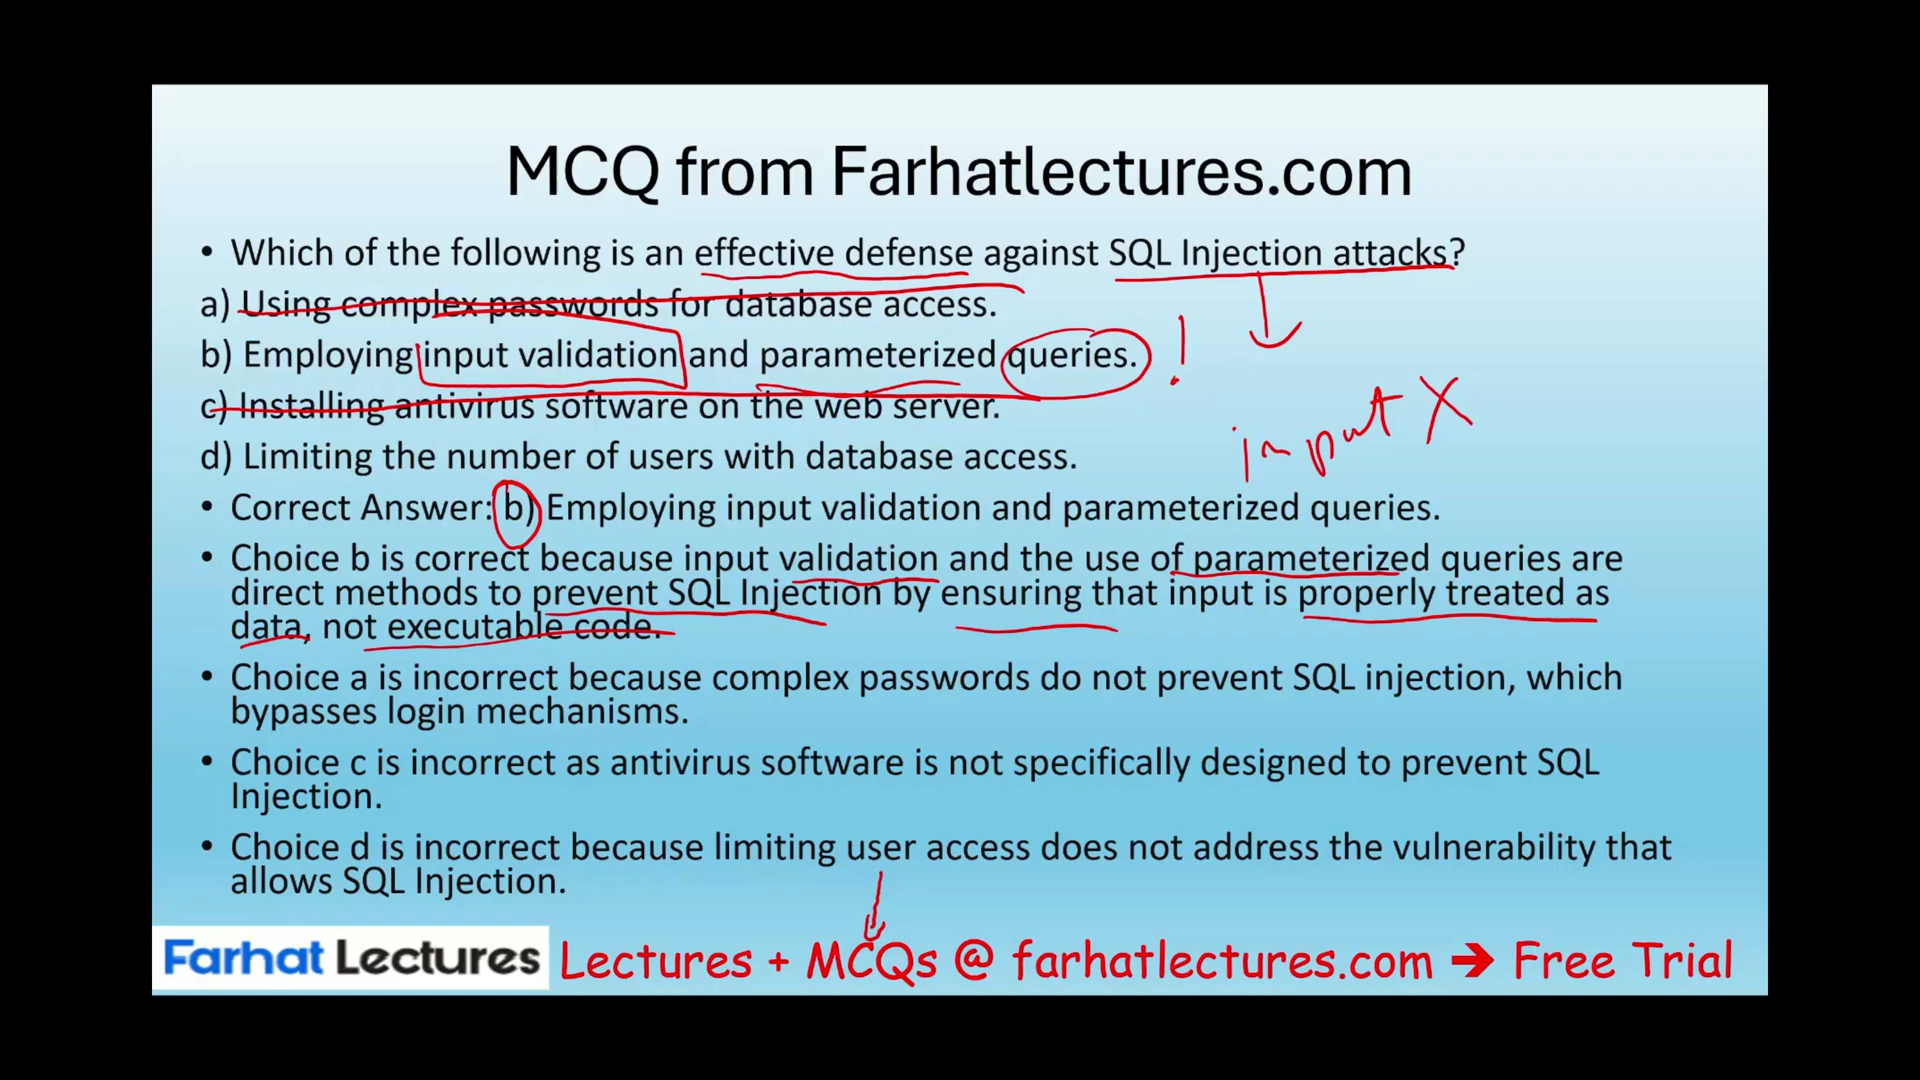 MCQ from Farhatlectures.com
• Which of the following is an effective defense against SQL Injection attacks?
a) Using complex passwords for database access.
b) Employing input validation and parameterized queries. !
c) Installing antivirus software on the web server.
input X
d) Limiting the number of users with database access.
• Correct Answer: b) Employing input validation and parameterized queries.
• Choice b is correct because input validation and the use of parameterized queries are
direct methods to prevent SQL Injection by ensuring that input is properly treated as
data, not executable code.
• Choice a is incorrect because complex passwords do not prevent SQL injection, which
bypasses login mechanisms.
• Choice c is incorrect as antivirus software is not specifically designed to prevent SQL
Injection.
• Choice d is incorrect because limiting user access does not address the vulnerability that
allows SQL Injection.
Farhat Lectures Lectures + MCQs @ farhatlectures.com ➔ Free Trial